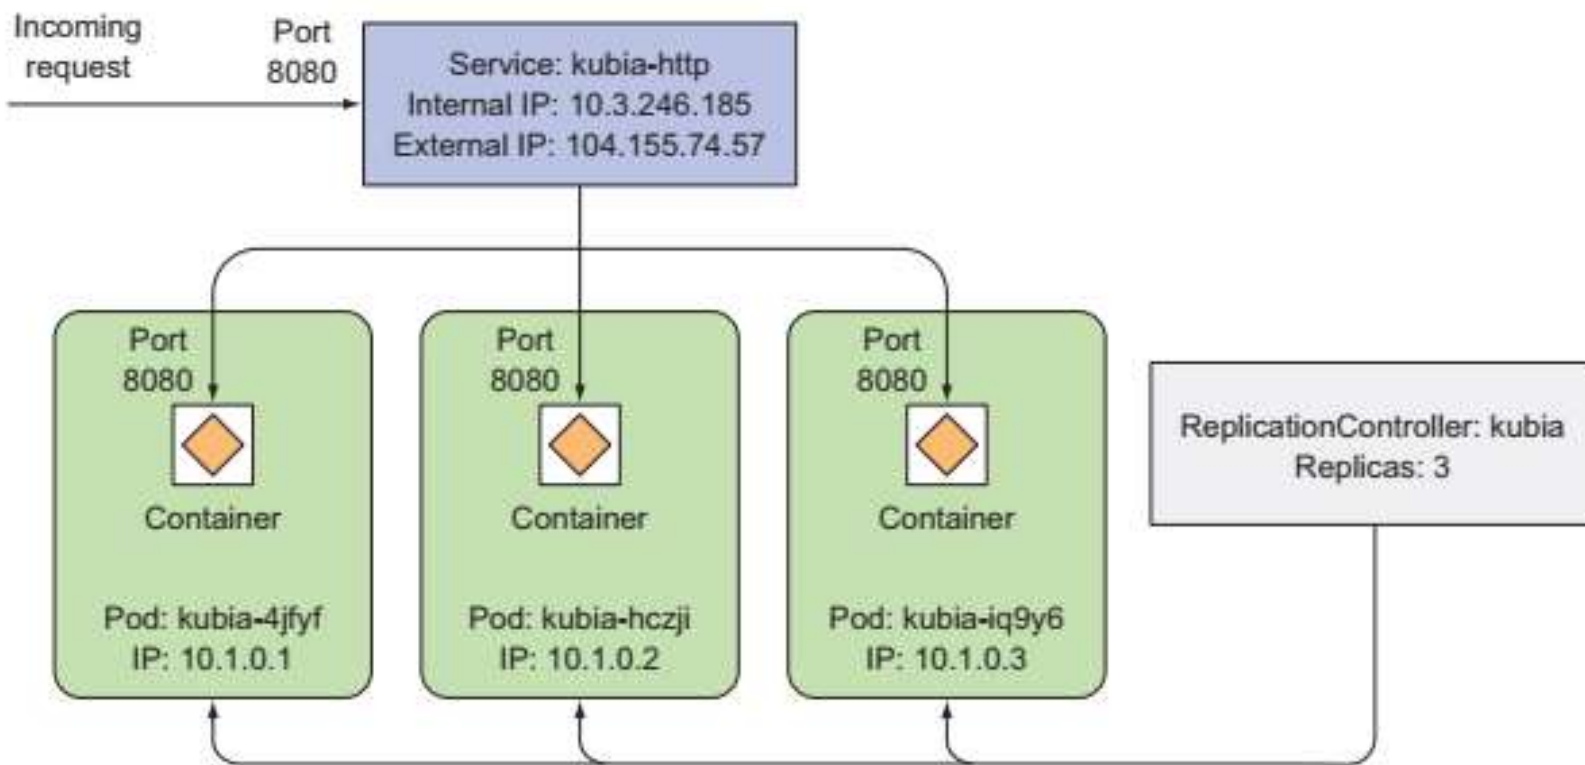 Incoming
request
Port
8080
Service: kubia-http
Internal IP: 10.3.246.185
External IP: 104.155.74.57
Port
8080
Container
Pod: kubia-4jfyf
IP: 10.1.0.1
Port
8080
Container
Pod: kubia-hczji
IP: 10.1.0.2
Port
8080
Container
Pod: kubia-iq9y6
IP: 10.1.0.3
ReplicationController: kubia
Replicas: 3